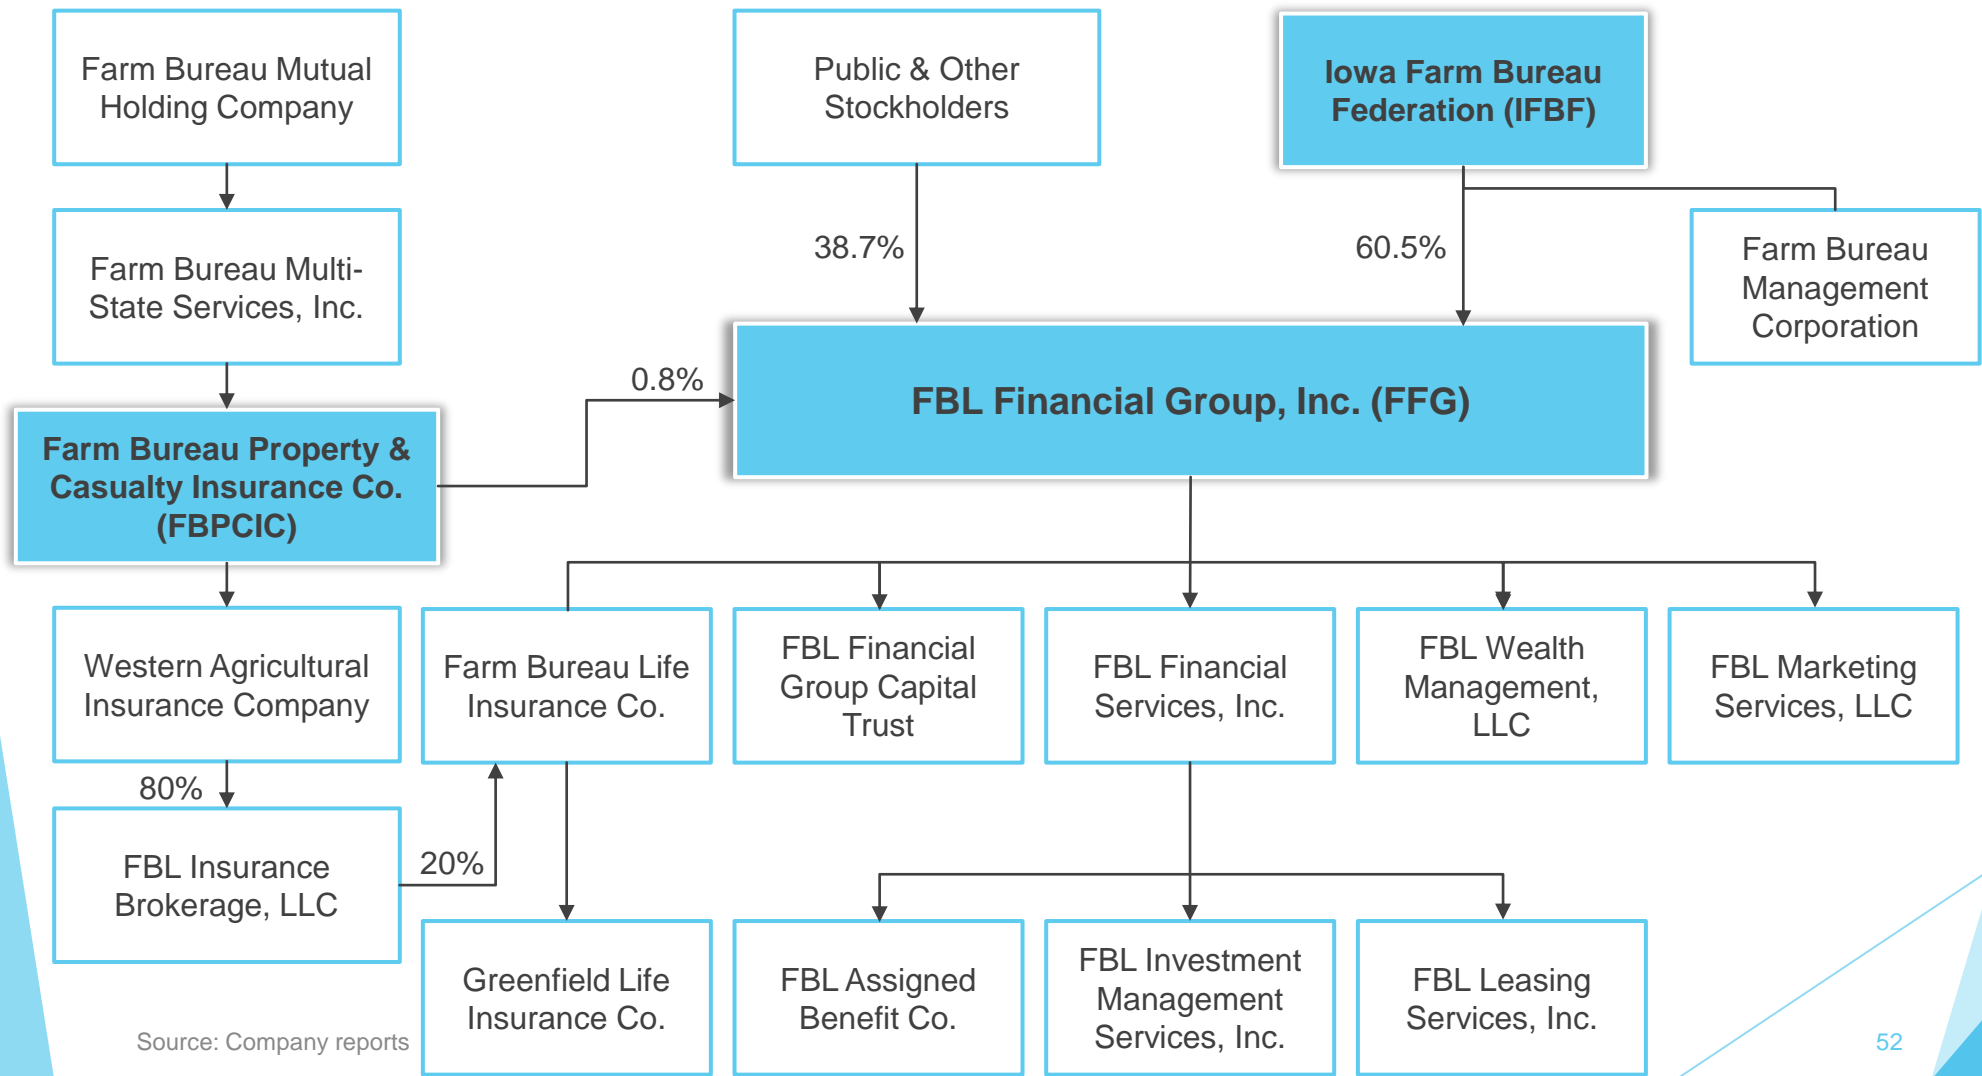 Farm Bureau Mutual
Holding Company
Public & Other
Stockholders
Iowa Farm Bureau
Federation (IFBF)
Farm Bureau Multi-
State Services, Inc.
38.7%
60.5%
Farm Bureau
Management
Corporation
0.8%
FBL Financial Group, Inc. (FFG)
Farm Bureau Property &
Casualty Insurance Co.
(FBPCIC)
Western Agricultural
Insurance Company
Farm Bureau Life
Insurance Co.
FBL Financial
Group Capital
Trust
FBL Financial
Services, Inc.
FBL Wealth
Management,
LLC
FBL Marketing
Services, LLC
80%
FBL Insurance
Brokerage, LLC
20%
Greenfield Life
Insurance Co.
FBL Assigned
Benefit Co.
FBL Investment
Management
Services, Inc.
FBL Leasing
Services, Inc.
Source: Company reports
52